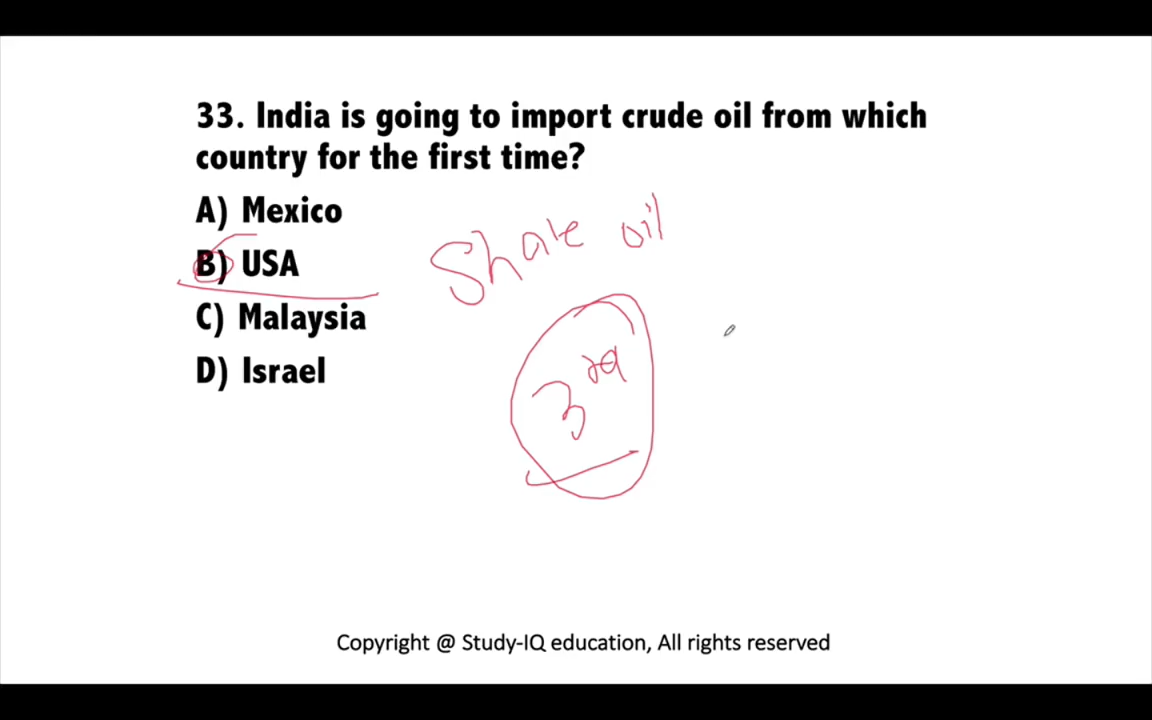 33. India is going to import crude oil from which
country for the first time?
A) Mexico
B) USA
C) Malaysia
D) Israel
Shale oil
3rd
Copyright @ Study-IQ education, All rights reserved